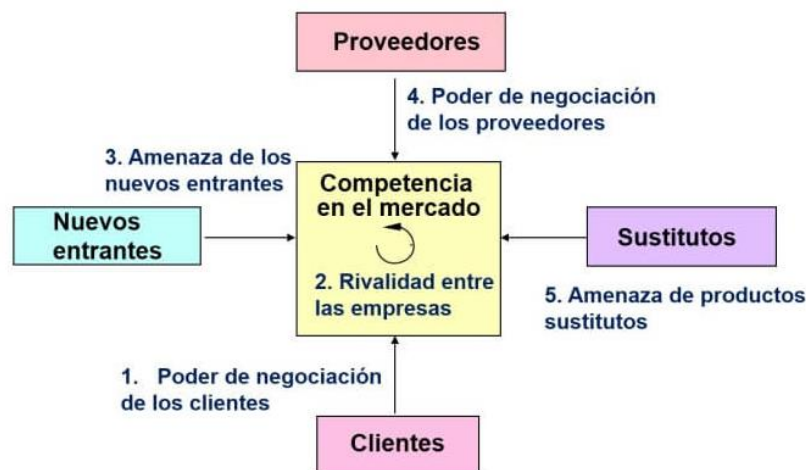 Proveedores
4. Poder de negociación
de los proveedores
3. Amenaza de los
nuevos entrantes
Competencia
en el mercado
Nuevos
entrantes
Sustitutos
2. Rivalidad entre
las empresas
5. Amenaza de productos
sustitutos
1. Poder de negociación
de los clientes
Clientes